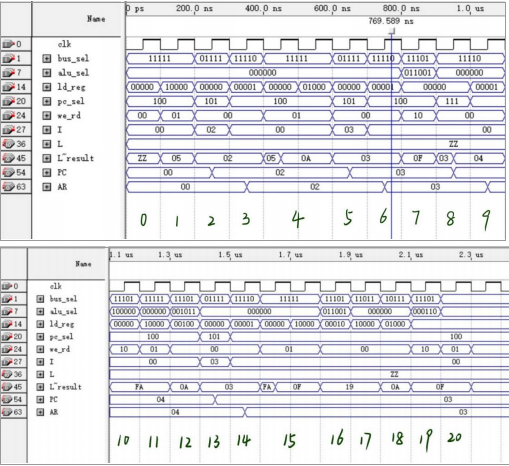 0 ps 200.0 ns 400.0 ns 600.0 ns 800.0 ns 1.0 us
Name
769.589 ns
0 clk
1 bus_sel 11111 01111 11110 11111 01111 11110 11101 11110
7 alu_sel 000000 011001 000000
14 ld_reg 00000 10000 00000 00001 00000 01000 00000 00001 00000 00001
20 pc_sel 100 101 100 101 100 111
24 we_rd 00 01 00 01 00 10 00
27 I 00 02 00 03 00
36 L ZZ
45 L~result ZZ 05 02 05 0A 03 0F 03 04
54 PC 00 02 03
63 AR 00 02 03
0 1 2 3 4 5 6 7 8 9
1.1 us 1.3 us 1.5 us 1.7 us 1.9 us 2.1 us 2.3 us
Name
0 clk
1 bus_sel 11101 11111 11101 01111 11110 11111 11101 11011 10111 11101
7 alu_sel 100000 000000 001011 000000 011001 000000 000110
14 ld_reg 00000 10000 00100 00000 00001 00000 10000 00010 10000 01000
20 pc_sel 100 101 100
24 we_rd 10 01 00 01 00 10 01
27 I 00 03 00
36 L ZZ
45 L~result FA 0A 03 FA 0F 19 0A 0F
54 PC 04 03
63 AR 04 03
10 11 12 13 14 15 16 17 18 19 20